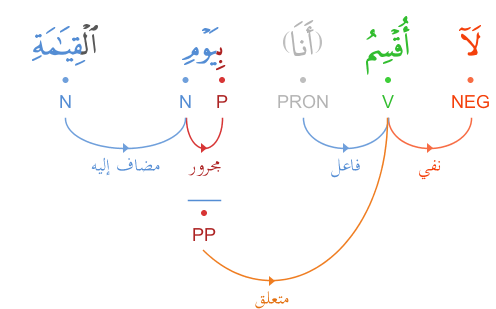 لَآ أُقْسِمُ (أَنَا) بِيَوْمِ ٱلْقِيَـٰمَةِ
NEG V PRON P N N
نفي فاعل مجرور مضاف إليه
PP
متعلق